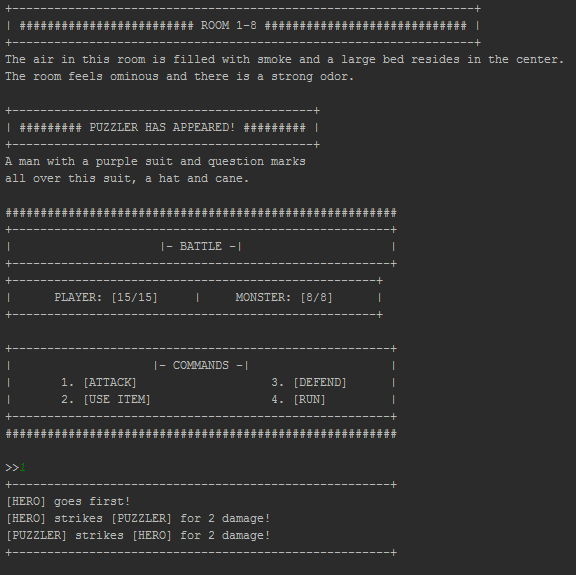 +------------------------------------------------------------------+
| ######################### ROOM 1-8 ############################# |
+------------------------------------------------------------------+
The air in this room is filled with smoke and a large bed resides in the center.
The room feels ominous and there is a strong odor.
+-------------------------------------------+
| ######### PUZZLER HAS APPEARED! ######### |
+-------------------------------------------+
A man with a purple suit and question marks
all over this suit, a hat and cane.
########################################################
+------------------------------------------------------+
|                     |- BATTLE -|                     |
+------------------------------------------------------+
+----------------------------------------------------+
|      PLAYER: [15/15]     |     MONSTER: [8/8]      |
+----------------------------------------------------+
+------------------------------------------------------+
|                    |- COMMANDS -|                    |
|       1. [ATTACK]                   3. [DEFEND]      |
|       2. [USE ITEM]                 4. [RUN]         |
+------------------------------------------------------+
########################################################
>>1
+------------------------------------------------------+
[HERO] goes first!
[HERO] strikes [PUZZLER] for 2 damage!
[PUZZLER] strikes [HERO] for 2 damage!
+------------------------------------------------------+